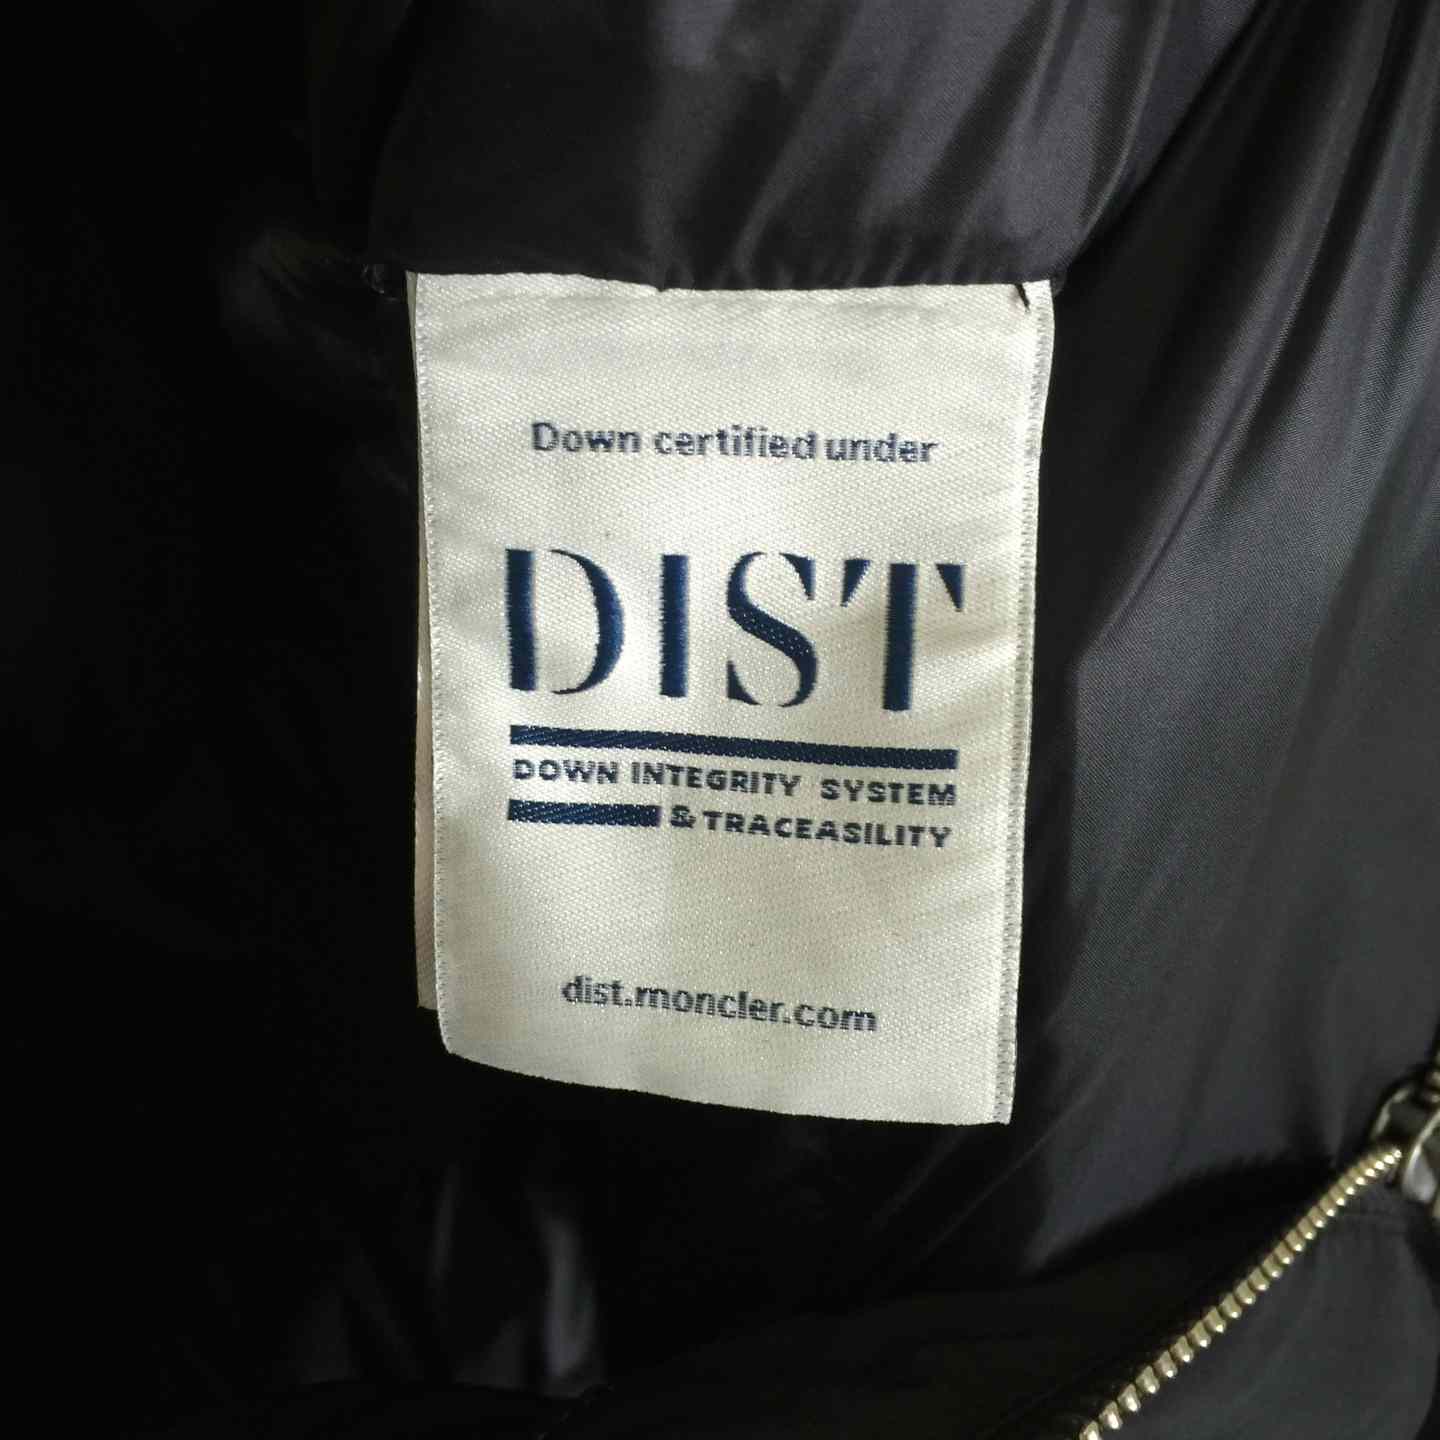 Down certified under
DIST
DOWN INTEGRITY SYSTEM
& TRACEASILITY
dist.moncler.com